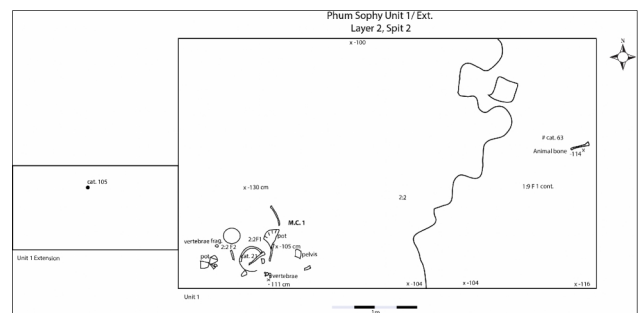 Phum Sophy Unit 1/ Ext.
Layer 2, Spit 2
N
x -100
# cat. 63
Animal bone
-114 x
cat. 105
x -130 cm
1:9 F 1 cont.
2:2
M.C. 1
pot
2:2F1
vertebrae frag.
2:2 F2
x -105 cm
pelvis
pot
cat. 23
vertebrae
-111 cm
Unit 1 Extension
x -104
x -104
x -116
Unit 1
1m